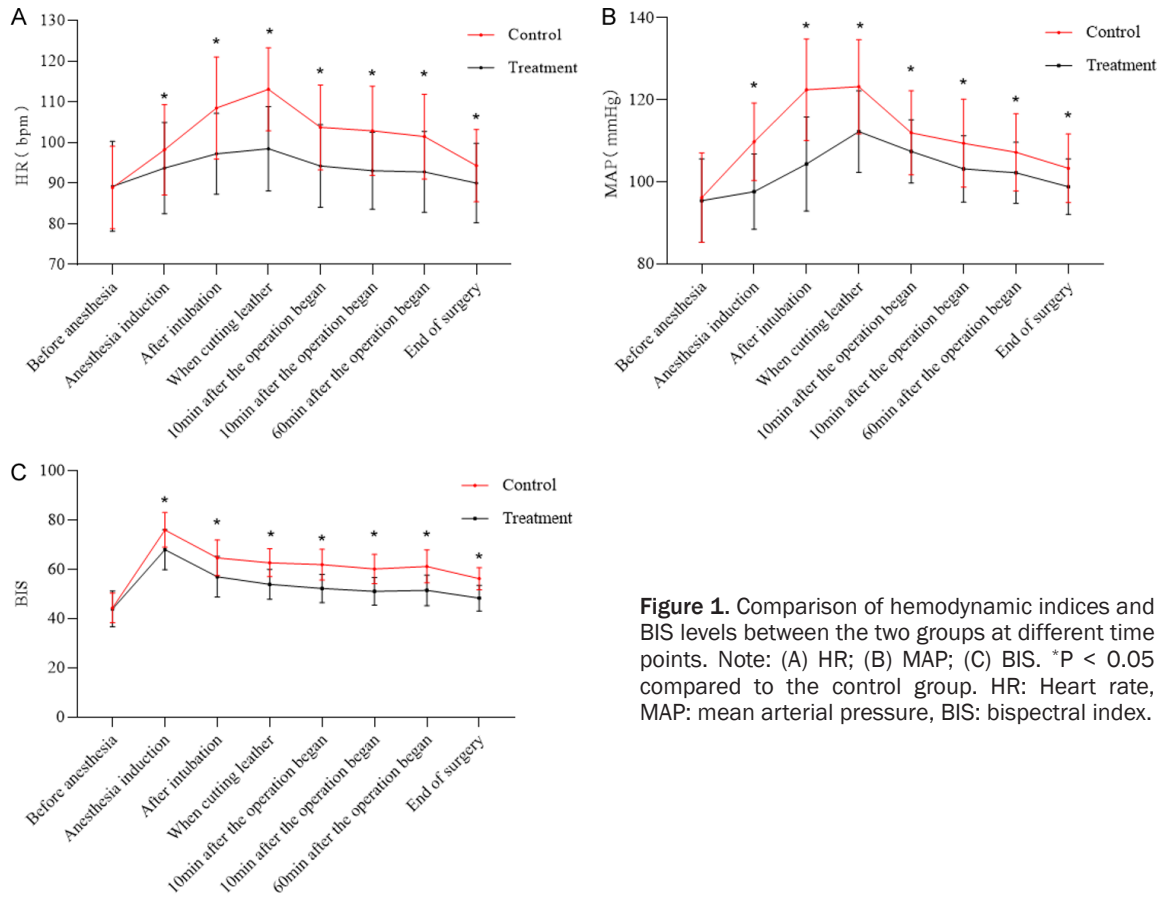 A
130
120
110
100
90
80
70
HR ( bpm )
Control
Treatment
* * * * * * *
Before anesthesia
Anesthesia induction
After intubation
When cutting leather
10min after the operation began
10min after the operation began
60min after the operation began
End of surgery
B
140
120
100
80
MAP ( mmHg )
Control
Treatment
* * * * * * *
Before anesthesia
Anesthesia induction
After intubation
When cutting leather
10min after the operation began
10min after the operation began
60min after the operation began
End of surgery
C
100
80
60
40
20
0
BIS
Control
Treatment
* * * * * * *
Before anesthesia
Anesthesia induction
After intubation
When cutting leather
10min after the operation began
10min after the operation began
60min after the operation began
End of surgery
Figure 1. Comparison of hemodynamic indices and
BIS levels between the two groups at different time
points. Note: (A) HR; (B) MAP; (C) BIS. *P < 0.05
compared to the control group. HR: Heart rate,
MAP: mean arterial pressure, BIS: bispectral index.